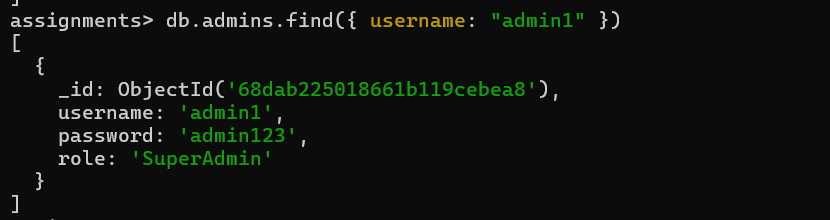 ]
assignments> db.admins.find({ username: "admin1" })
[
  {
    _id: ObjectId('68dab225018661b119cebea8'),
    username: 'admin1',
    password: 'admin123',
    role: 'SuperAdmin'
  }
]